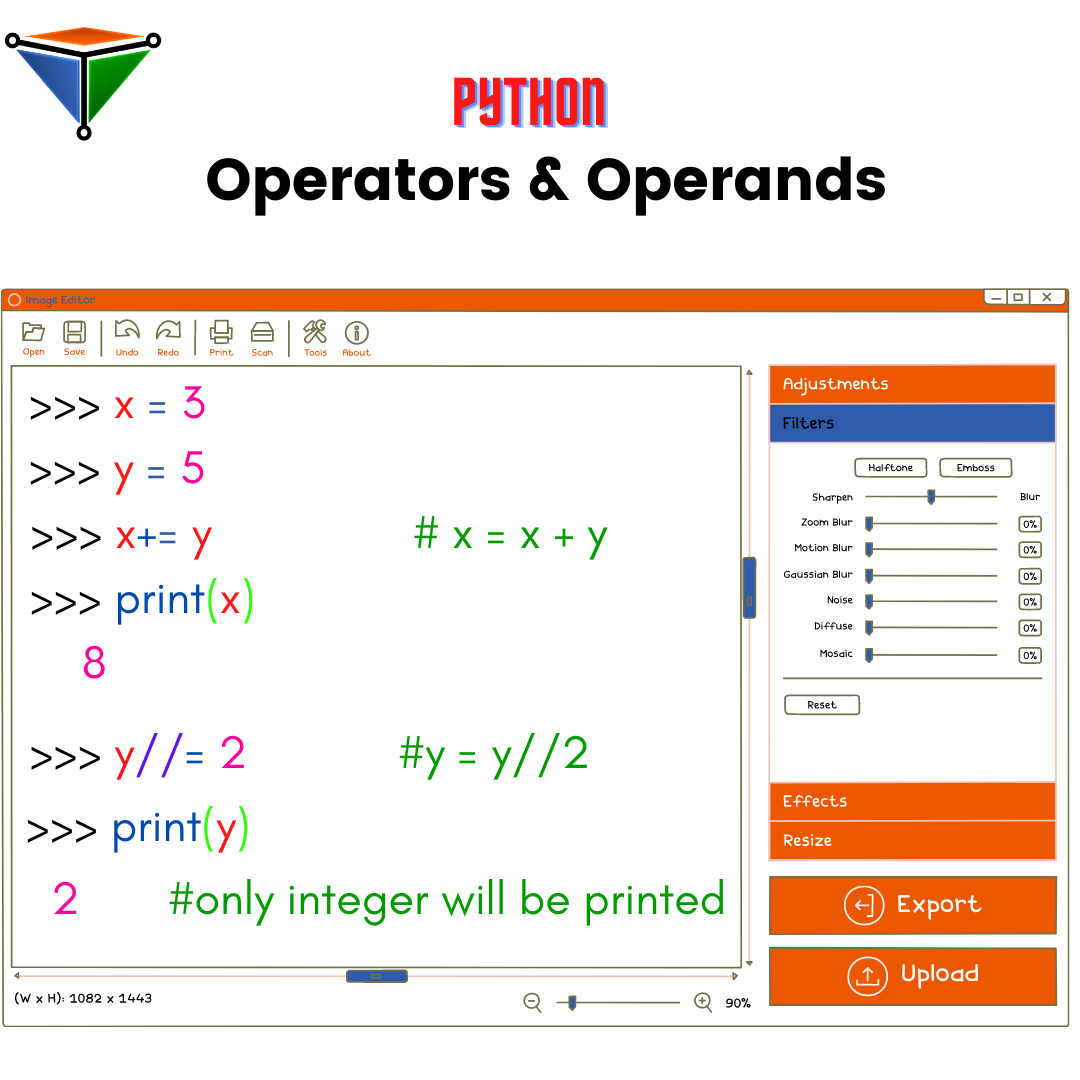 PYTHON
Operators & Operands
Image Editor
Open Save Undo Redo Print Scan Tools About
>>> x = 3
>>> y = 5
>>> x+= y # x = x + y
>>> print(x)
8
>>> y//= 2 #y = y//2
>>> print(y)
2 #only integer will be printed
(W x H): 1082 x 1443
90%
Adjustments
Filters
Halftone Emboss
Sharpen Blur
Zoom Blur 0%
Motion Blur 0%
Gaussian Blur 0%
Noise 0%
Diffuse 0%
Mosaic 0%
Reset
Effects
Resize
Export
Upload